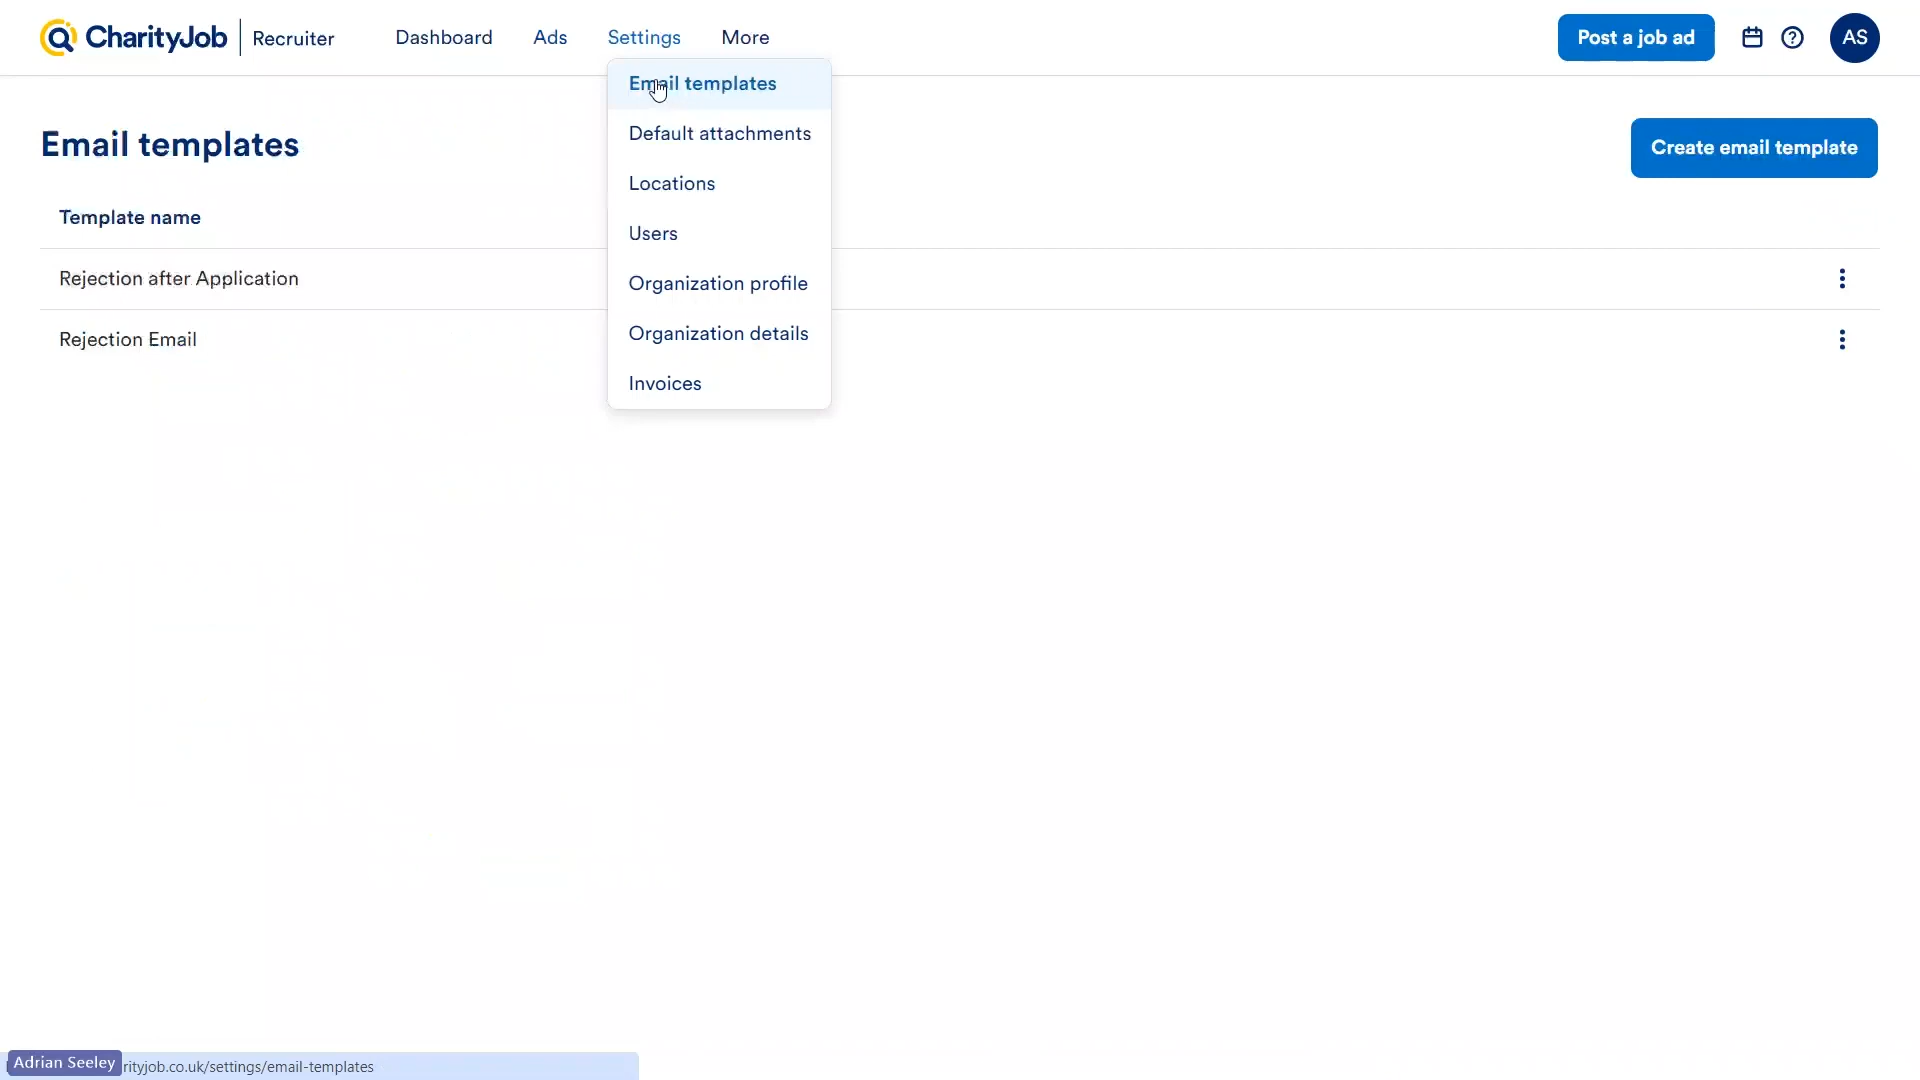 CharityJob Recruiter Dashboard Ads Settings More Post a job ad AS
Email templates
Default attachments
Locations
Users
Organization profile
Organization details
Invoices
Email templates
Create email template
Template name
Rejection after Application
Rejection Email
Adrian Seeley rityjob.co.uk/settings/email-templates